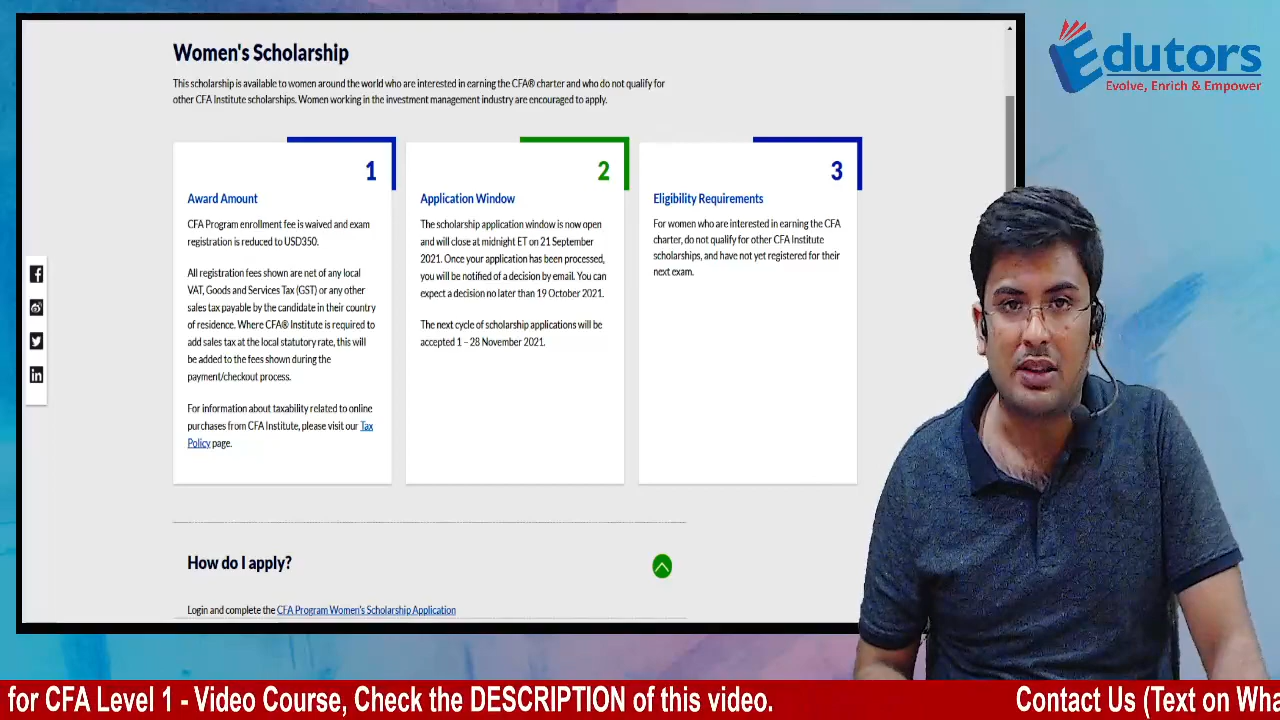 Women's Scholarship
This scholarship is available to women around the world who are interested in earning the CFA® charter and who do not qualify for
other CFA Institute scholarships. Women working in the investment management industry are encouraged to apply.
1
Award Amount
CFA Program enrollment fee is waived and exam
registration is reduced to USD350.
All registration fees shown are net of any local
VAT, Goods and Services Tax (GST) or any other
sales tax payable by the candidate in their country
of residence. Where CFA® Institute is required to
add sales tax at the local statutory rate, this will
be added to the fees shown during the
payment/checkout process.
For information about taxability related to online
purchases from CFA Institute, please visit our Tax
Policy page.
2
Application Window
The scholarship application window is now open
and will close at midnight ET on 21 September
2021. Once your application has been processed,
you will be notified of a decision by email. You can
expect a decision no later than 19 October 2021.
The next cycle of scholarship applications will be
accepted 1 – 28 November 2021.
3
Eligibility Requirements
For women who are interested in earning the CFA
charter, do not qualify for other CFA Institute
scholarships, and have not yet registered for their
next exam.
How do I apply?
Login and complete the CFA Program Women's Scholarship Application
Edutors
Evolve, Enrich & Empower
for CFA Level 1 - Video Course, Check the DESCRIPTION of this video.
Contact Us (Text on Wha